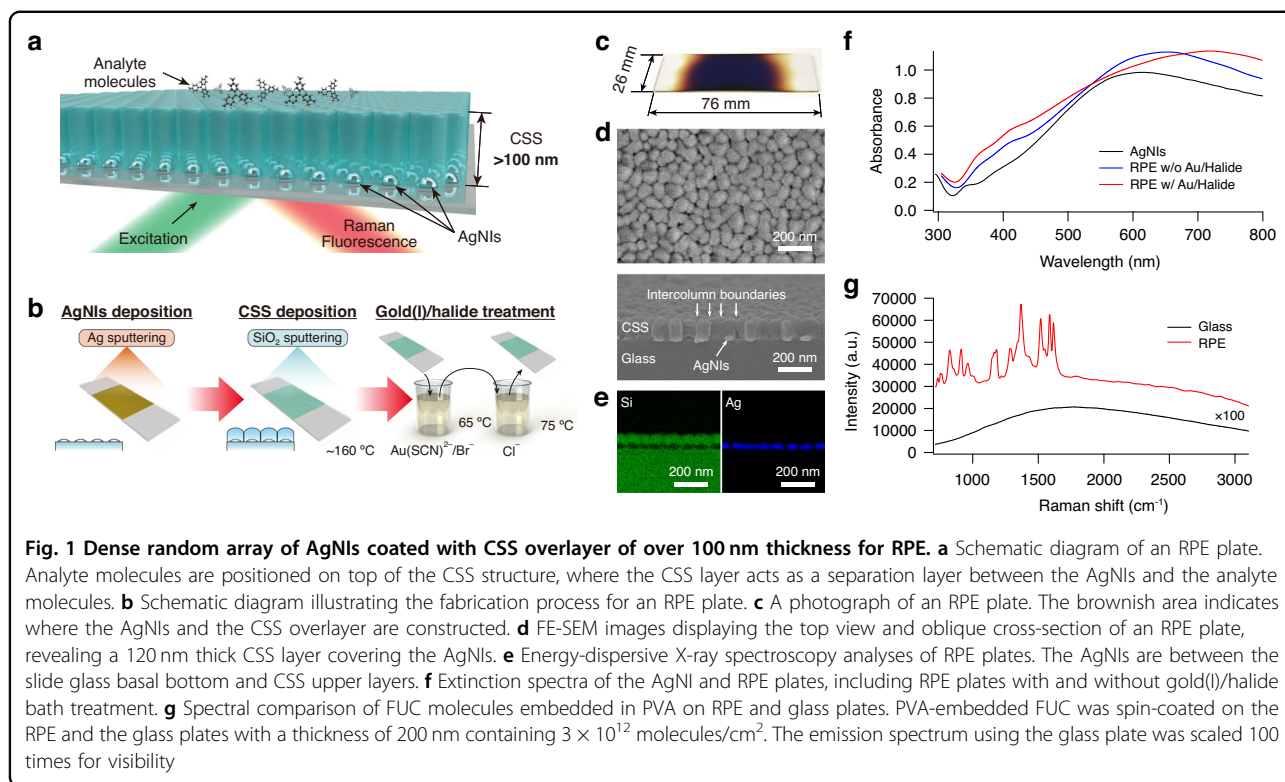 a
Analyte
molecules
CSS
>100 nm
Excitation
Raman
Fluorescence
AgNIs
b
AgNIs deposition
CSS deposition
Gold(I)/halide treatment
Ag sputtering
SiO₂ sputtering
~160 ºC
65 ºC
75 ºC
Au(SCN)²⁻/Br⁻
Cl⁻
c
26 mm
76 mm
d
200 nm
Intercolumn boundaries
CSS
Glass
AgNIs
200 nm
e
Si
Ag
200 nm
200 nm
f
Absorbance
1.0
0.8
0.6
0.4
0.2
0.0
AgNIs
RPE w/o Au/Halide
RPE w/ Au/Halide
300 400 500 600 700 800
Wavelength (nm)
g
Intensity (a.u.)
70000
60000
50000
40000
30000
20000
10000
0
Glass
RPE
×100
1000 1500 2000 2500 3000
Raman shift (cm⁻¹)
Fig. 1 Dense random array of AgNIs coated with CSS overlayer of over 100 nm thickness for RPE. a Schematic diagram of an RPE plate.
Analyte molecules are positioned on top of the CSS structure, where the CSS layer acts as a separation layer between the AgNIs and the analyte
molecules. b Schematic diagram illustrating the fabrication process for an RPE plate. c A photograph of an RPE plate. The brownish area indicates
where the AgNIs and the CSS overlayer are constructed. d FE-SEM images displaying the top view and oblique cross-section of an RPE plate,
revealing a 120 nm thick CSS layer covering the AgNIs. e Energy-dispersive X-ray spectroscopy analyses of RPE plates. The AgNIs are between the
slide glass basal bottom and CSS upper layers. f Extinction spectra of the AgNI and RPE plates, including RPE plates with and without gold(I)/halide
bath treatment. g Spectral comparison of FUC molecules embedded in PVA on RPE and glass plates. PVA-embedded FUC was spin-coated on the
RPE and the glass plates with a thickness of 200 nm containing 3 × 10¹² molecules/cm². The emission spectrum using the glass plate was scaled 100
times for visibility